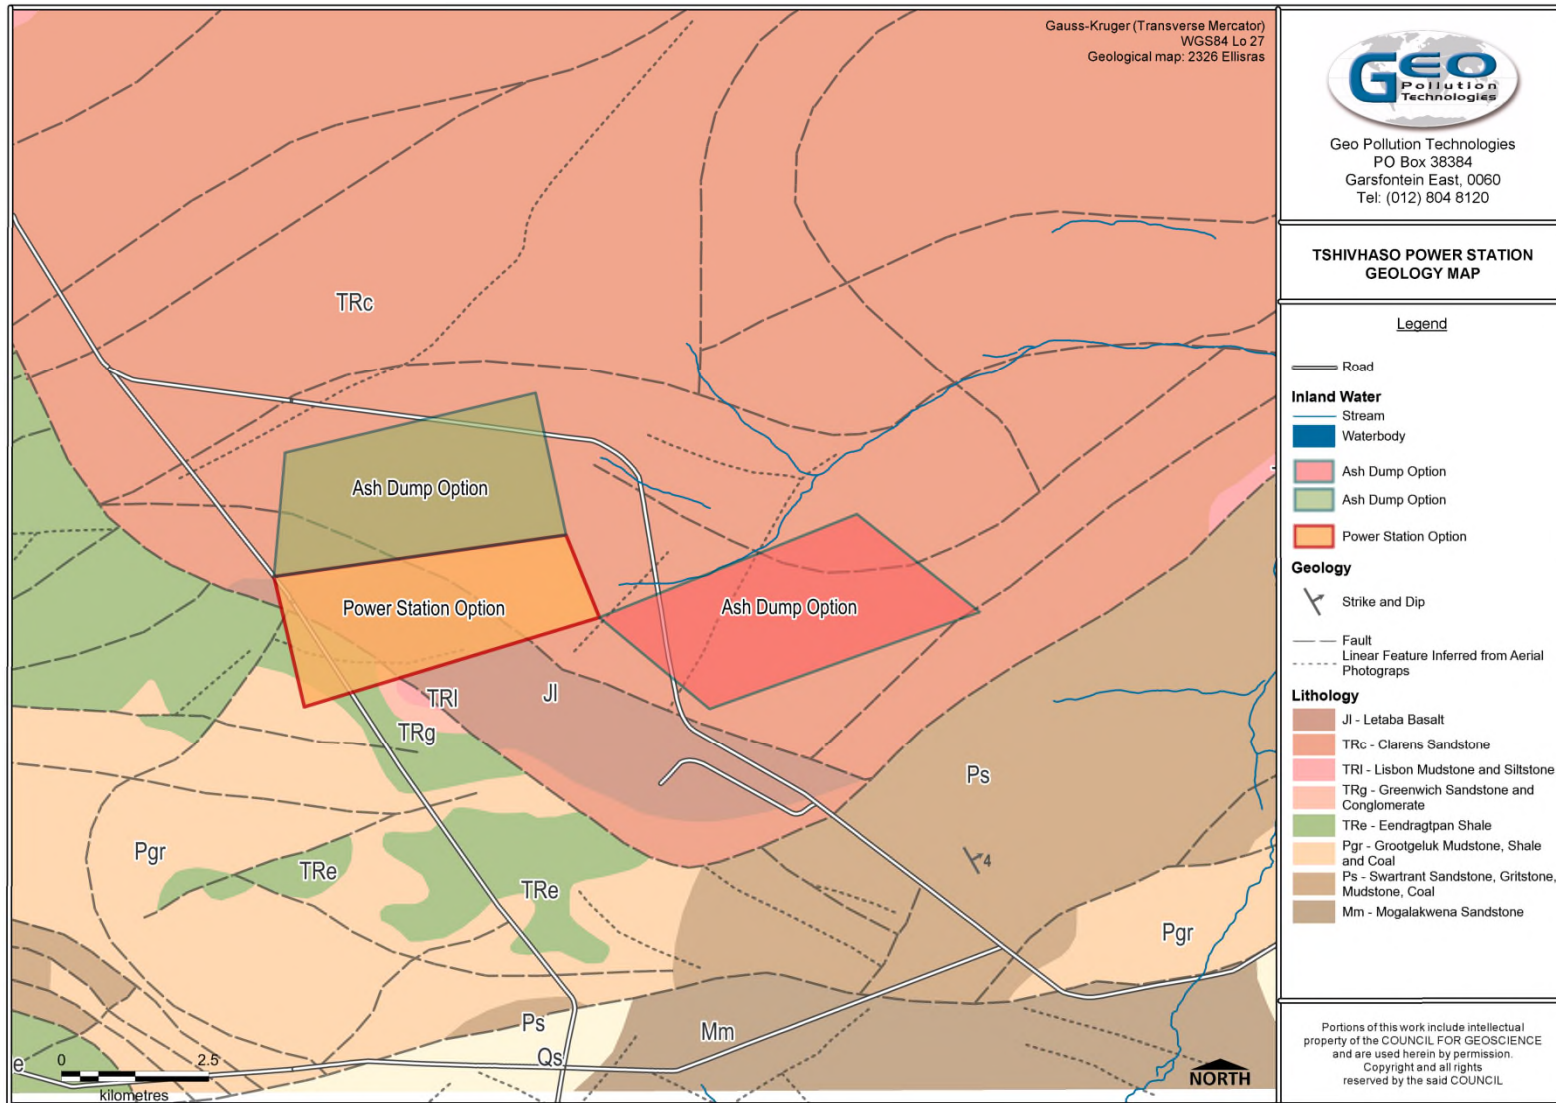 Gauss-Kruger (Transverse Mercator)
WGS84 Lo 27
Geological map: 2326 Ellisras
TRc
Ash Dump Option
Power Station Option
Ash Dump Option
TRl
Jl
TRg
Ps
4
Pgr
TRe
TRe
Pgr
Ps
Mm
Qs
e
0 2.5
kilometres
NORTH
GEO
Pollution
Technologies
Geo Pollution Technologies
PO Box 38384
Garsfontein East, 0060
Tel: (012) 804 8120
TSHIVHASO POWER STATION
GEOLOGY MAP
Legend
Road
Inland Water
Stream
Waterbody
Ash Dump Option
Ash Dump Option
Power Station Option
Geology
Strike and Dip
Fault
Linear Feature Inferred from Aerial
Photograps
Lithology
Jl - Letaba Basalt
TRc - Clarens Sandstone
TRl - Lisbon Mudstone and Siltstone
TRg - Greenwich Sandstone and
Conglomerate
TRe - Eendragtpan Shale
Pgr - Grootgeluk Mudstone, Shale
and Coal
Ps - Swartrant Sandstone, Gritstone,
Mudstone, Coal
Mm - Mogalakwena Sandstone
Portions of this work include intellectual
property of the COUNCIL FOR GEOSCIENCE
and are used herein by permission.
Copyright and all rights
reserved by the said COUNCIL